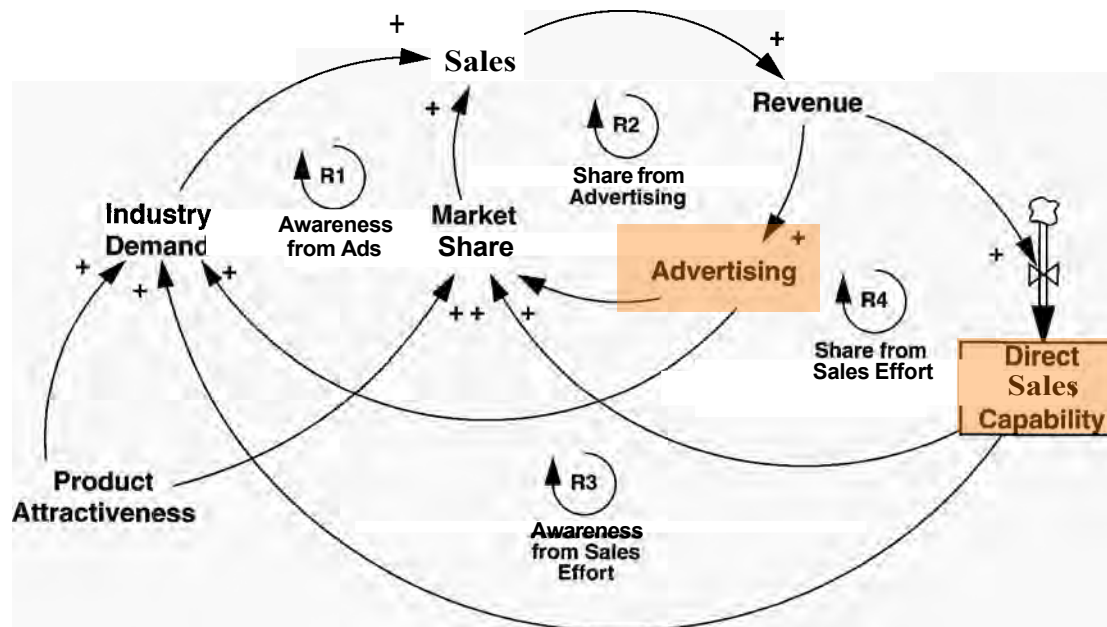 +
Sales
+
Revenue
+
R2
Share from
Advertising
R1
Awareness
from Ads
Industry
Demand
Market
Share
+
Advertising
+
+
+
+
+ +
+
R4
Share from
Sales Effort
Direct
Sales
Capability
Product
Attractiveness
R3
Awareness
from Sales
Effort